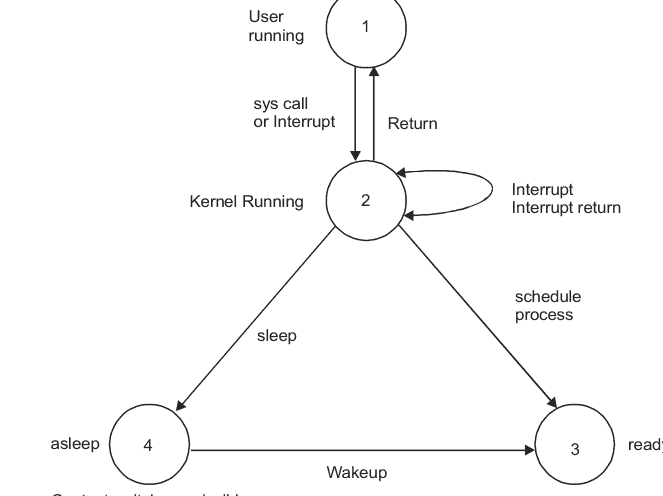 User
running
1
sys call
or Interrupt
Return
Kernel Running
2
Interrupt
Interrupt return
schedule
process
sleep
asleep
4
3
Wakeup